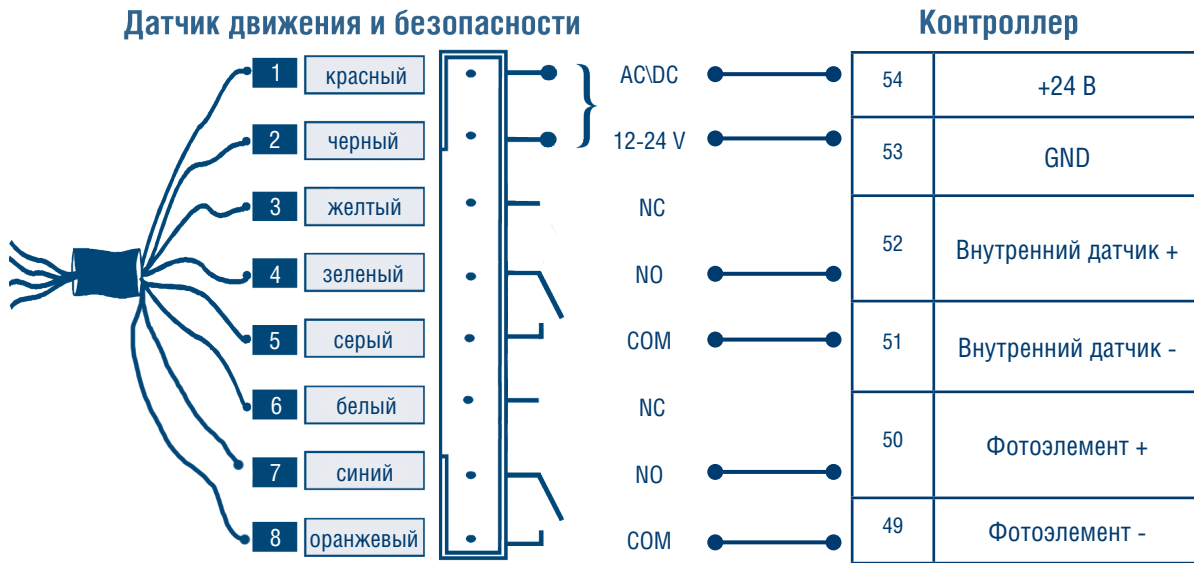 Датчик движения и безопасности
Контроллер
1 красный AC\DC 54 +24 В
2 черный 12-24 V 53 GND
3 желтый NC
52 Внутренний датчик +
4 зеленый NO
5 серый COM 51 Внутренний датчик -
6 белый NC
50 Фотоэлемент +
7 синий NO
8 оранжевый COM 49 Фотоэлемент -